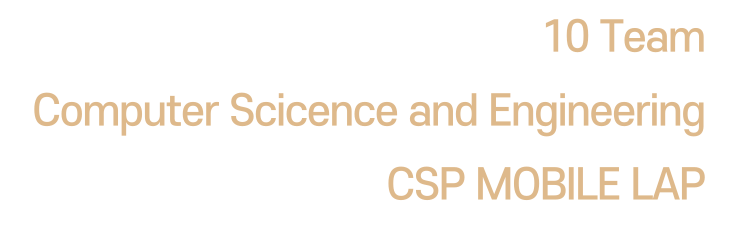 10 Team
Computer Scicence and Engineering
CSP MOBILE LAP